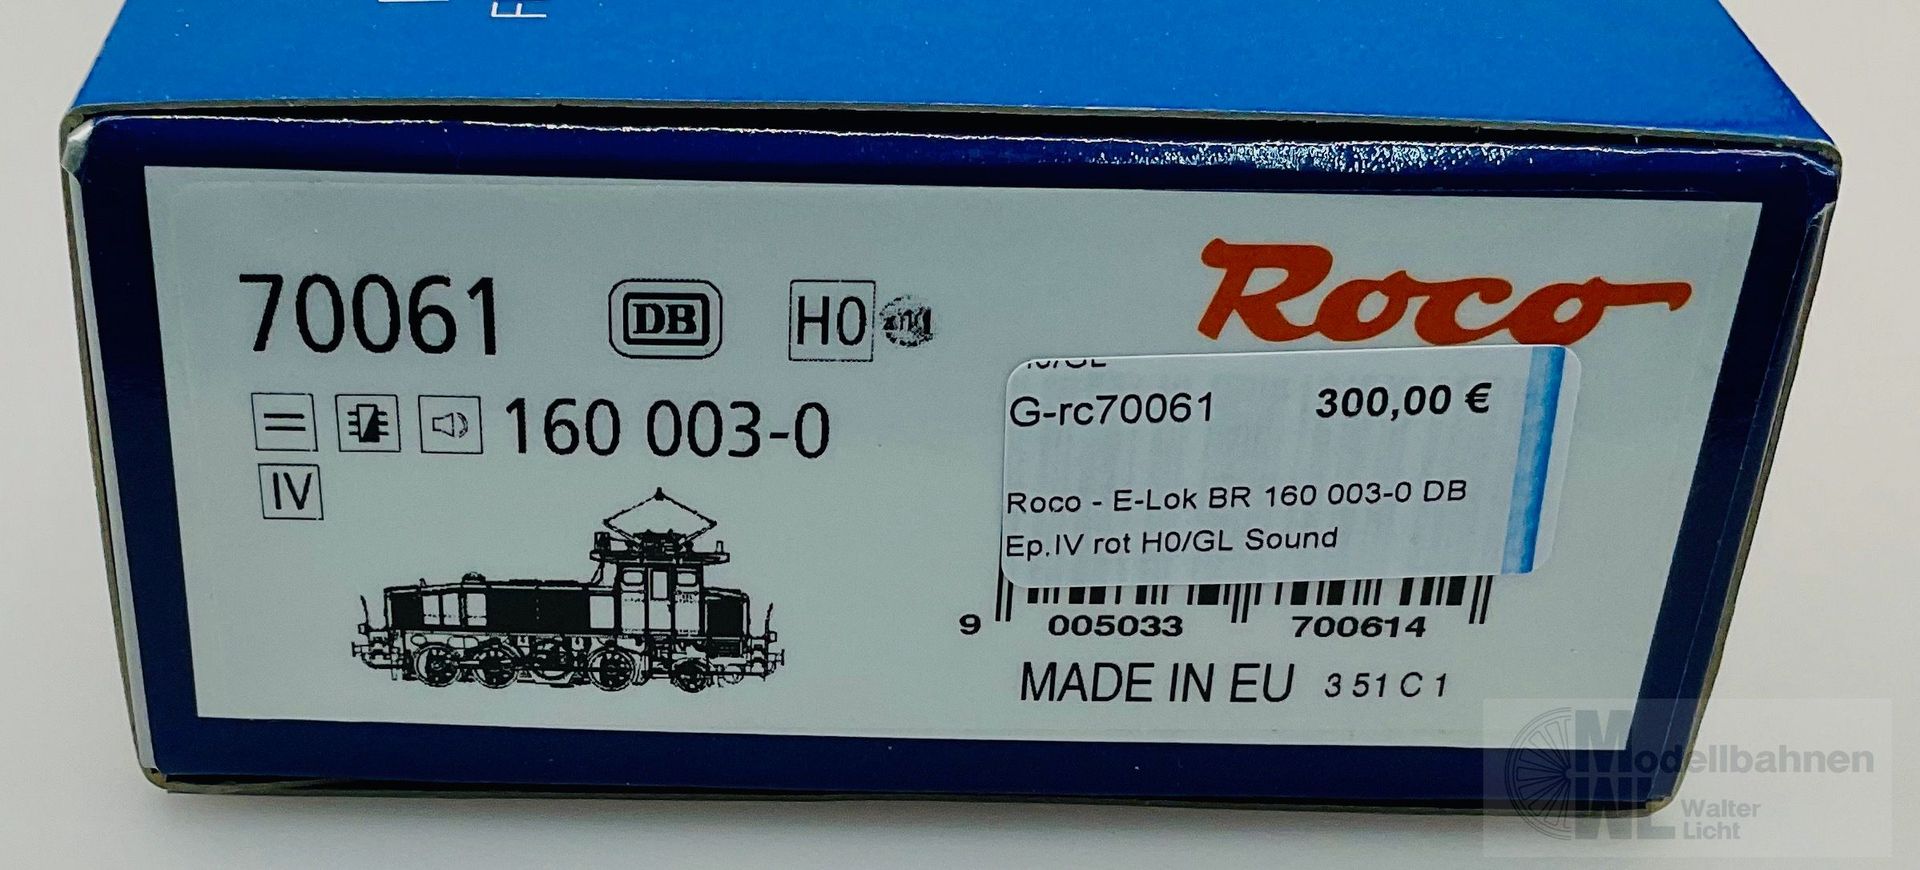 70061
DB
H0
Roco
160 003-0
IV
G-rc70061 300,00 €
Roco - E-Lok BR 160 003-0 DB
Ep.IV rot H0/GL Sound
9 005033 700614
MADE IN EU 3 51 C 1
Modellbahnen
WL Walter
Licht